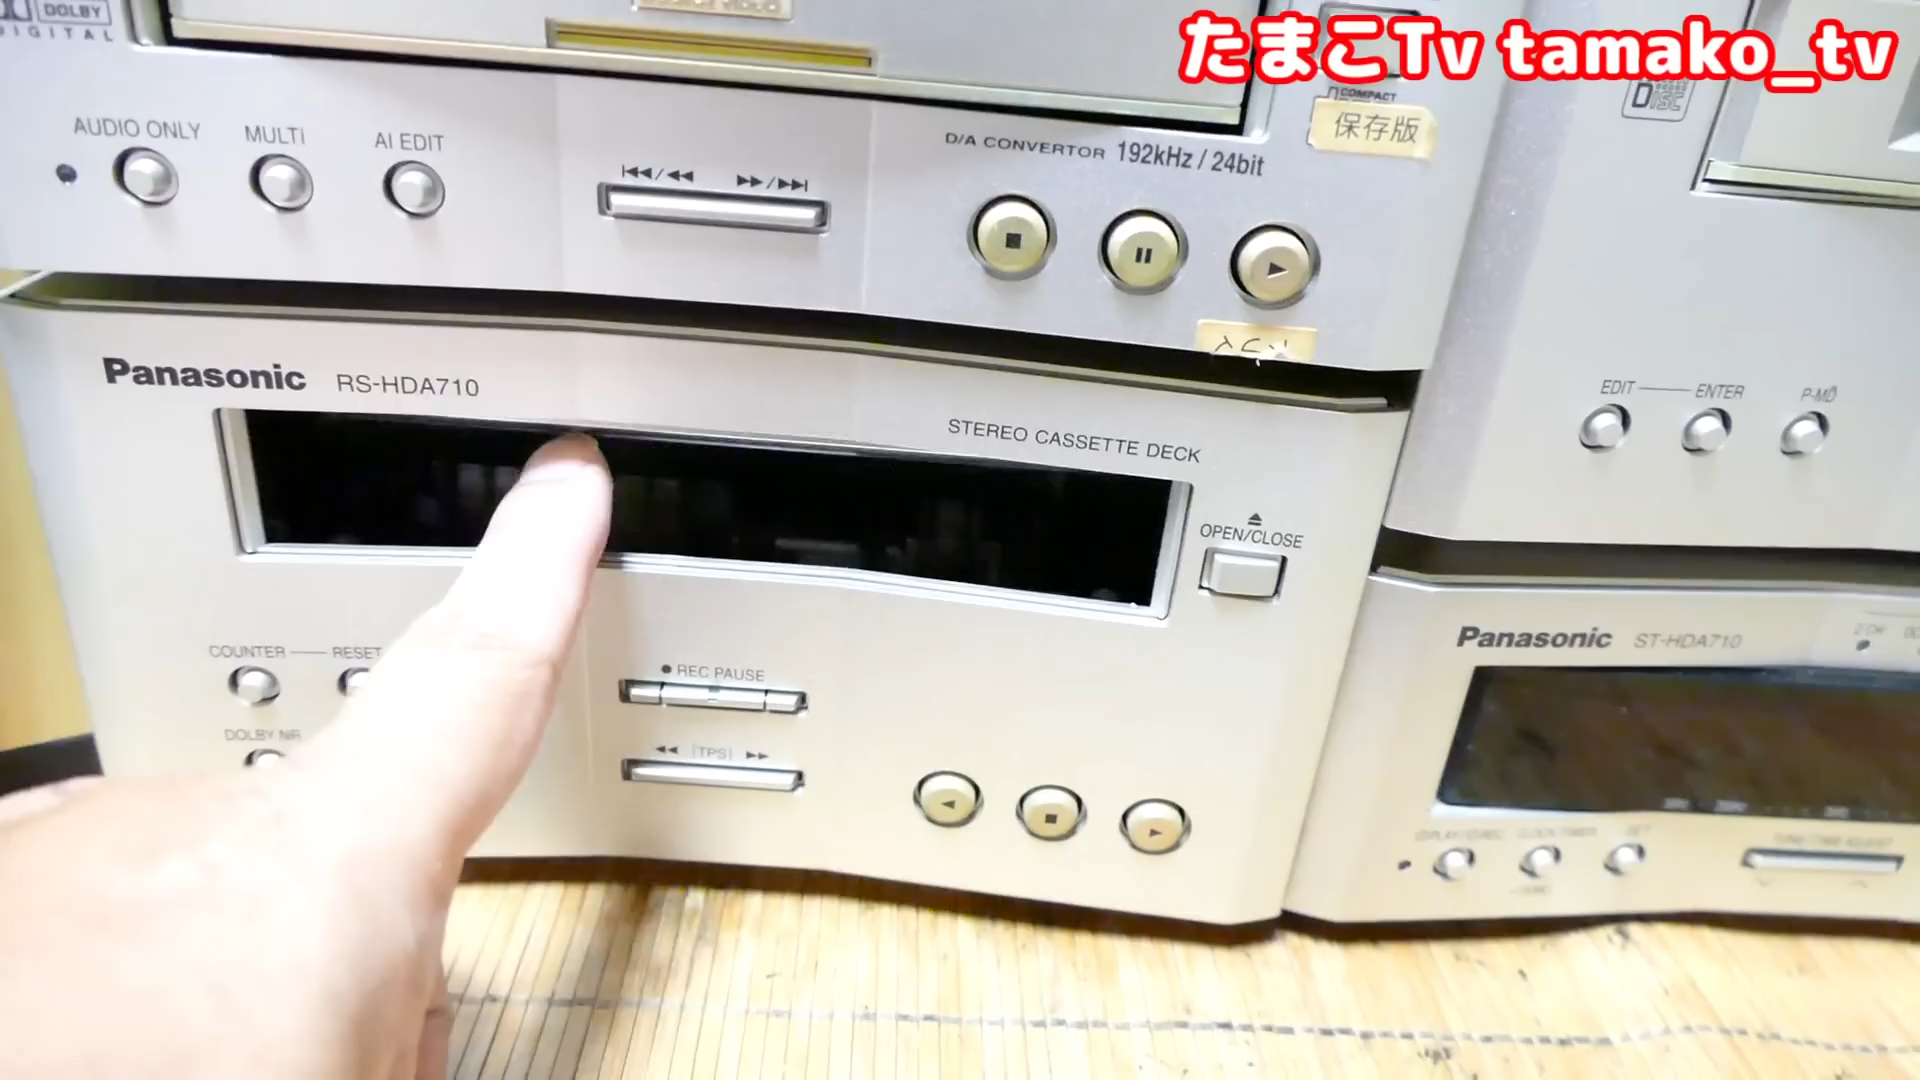 たまこTv tamako_tv
DOLBY
DIGITAL
COMPACT
DISC
保存版
AUDIO ONLY
MULTI
AI EDIT
D/A CONVERTOR 192kHz / 24bit
Panasonic RS-HDA710
STEREO CASSETTE DECK
OPEN/CLOSE
EDIT ENTER
COUNTER RESET
REC PAUSE
DOLBY NR
TPS
Panasonic ST-HDA710